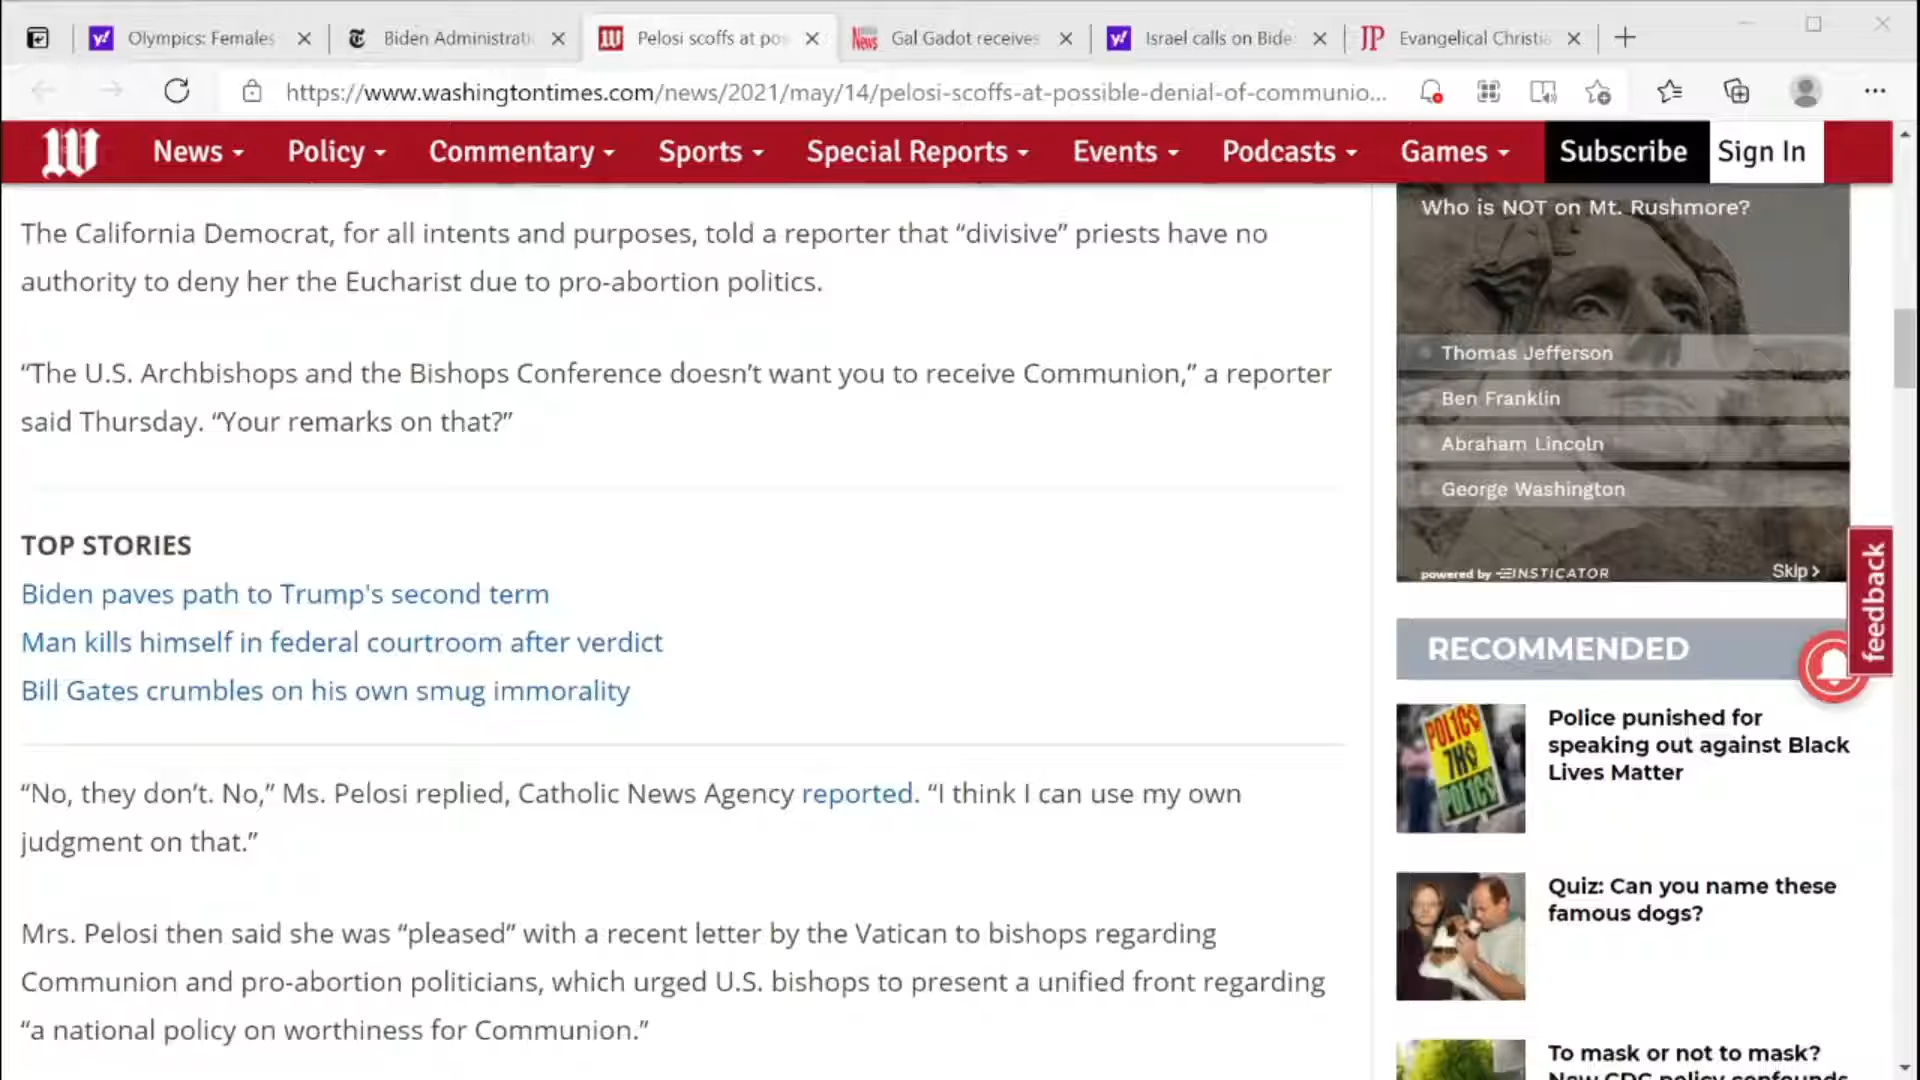 Olympics: Females
Biden Administrati
Pelosi scoffs at po
Gal Gadot receives
Israel calls on Bide
JP Evangelical Christia
https://www.washingtontimes.com/news/2021/may/14/pelosi-scoffs-at-possible-denial-of-communio...
W News Policy Commentary Sports Special Reports Events Podcasts Games Subscribe Sign In
The California Democrat, for all intents and purposes, told a reporter that “divisive” priests have no
authority to deny her the Eucharist due to pro-abortion politics.
“The U.S. Archbishops and the Bishops Conference doesn’t want you to receive Communion,” a reporter
said Thursday. “Your remarks on that?”
TOP STORIES
Biden paves path to Trump's second term
Man kills himself in federal courtroom after verdict
Bill Gates crumbles on his own smug immorality
“No, they don’t. No,” Ms. Pelosi replied, Catholic News Agency reported. “I think I can use my own
judgment on that.”
Mrs. Pelosi then said she was “pleased” with a recent letter by the Vatican to bishops regarding
Communion and pro-abortion politicians, which urged U.S. bishops to present a unified front regarding
“a national policy on worthiness for Communion.”
Who is NOT on Mt. Rushmore?
Thomas Jefferson
Ben Franklin
Abraham Lincoln
George Washington
powered by INSTICATOR
Skip >
feedback
RECOMMENDED
Police punished for
speaking out against Black
Lives Matter
Quiz: Can you name these
famous dogs?
To mask or not to mask?
New CDC policy confounds